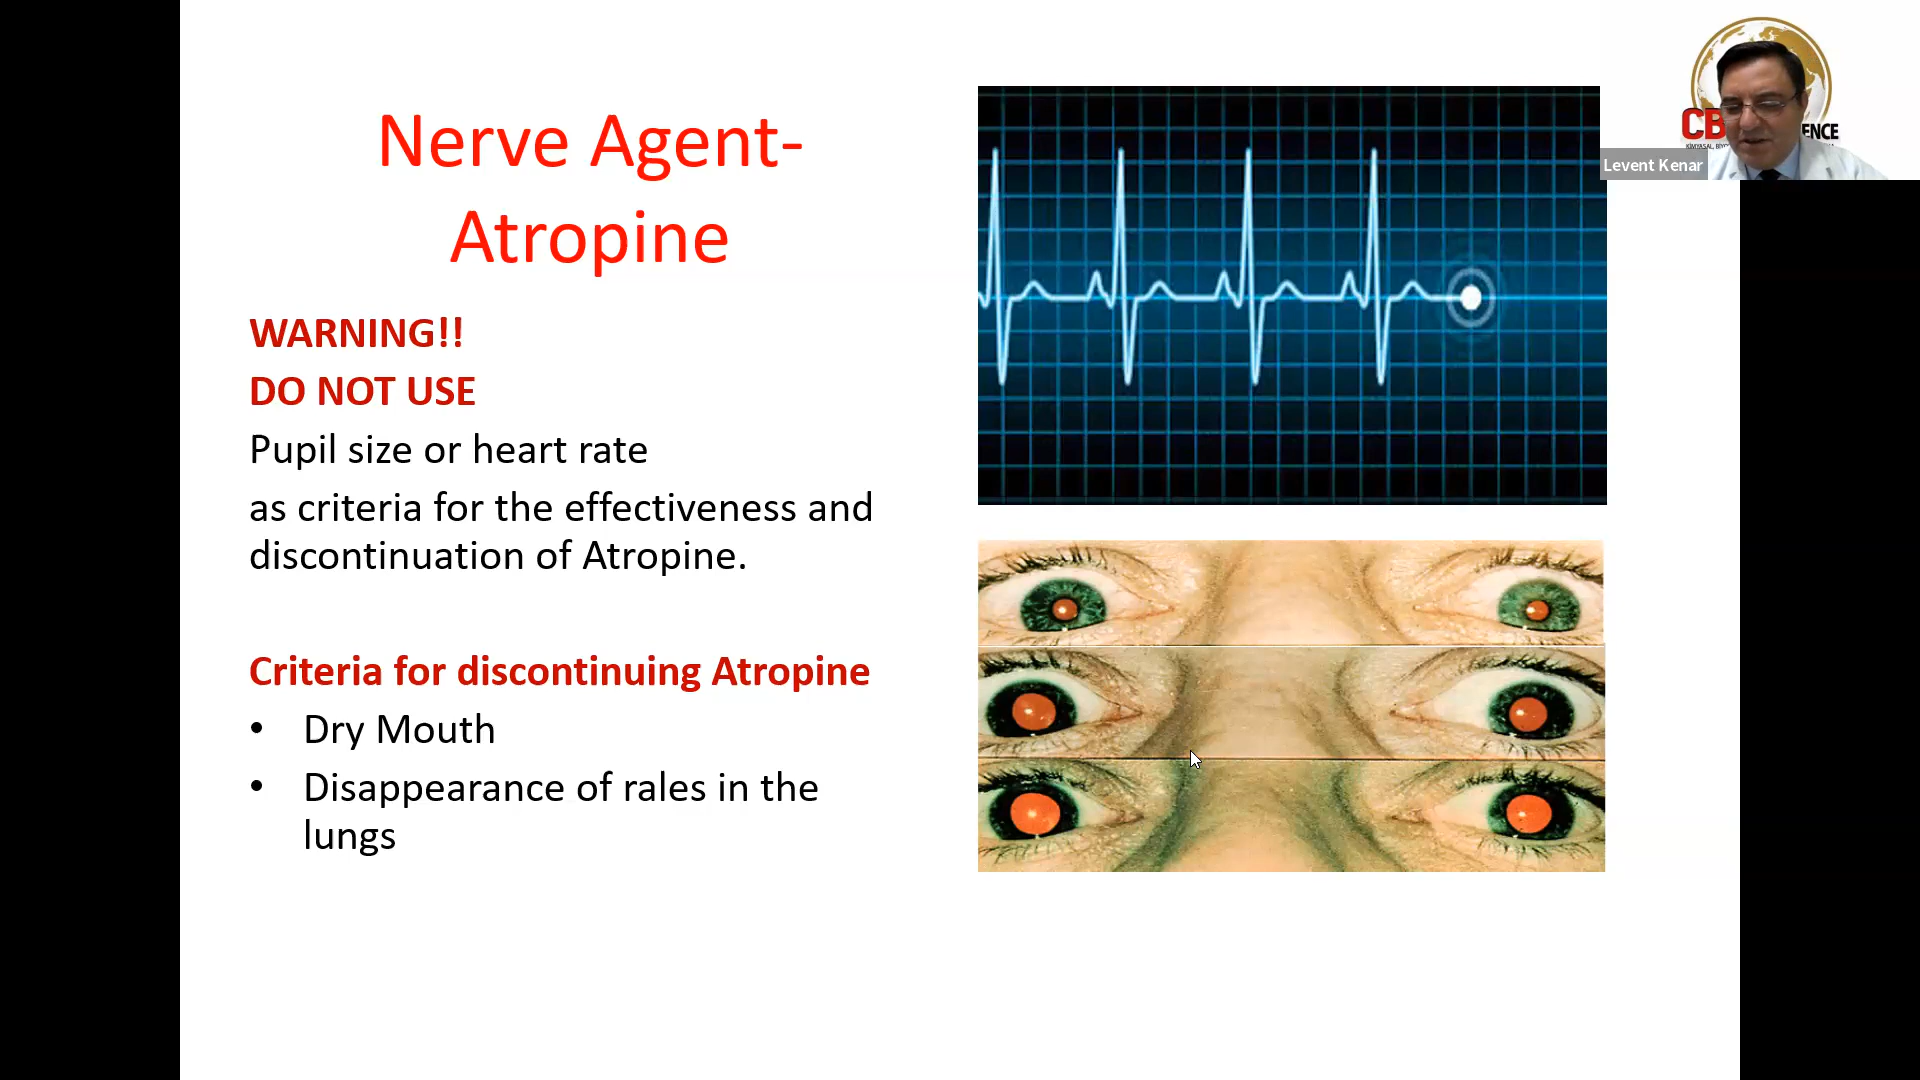 Nerve Agent-
Atropine
WARNING!!
DO NOT USE
Pupil size or heart rate
as criteria for the effectiveness and
discontinuation of Atropine.
Criteria for discontinuing Atropine
• Dry Mouth
• Disappearance of rales in the
lungs
CB
ENCE
Levent Kenar